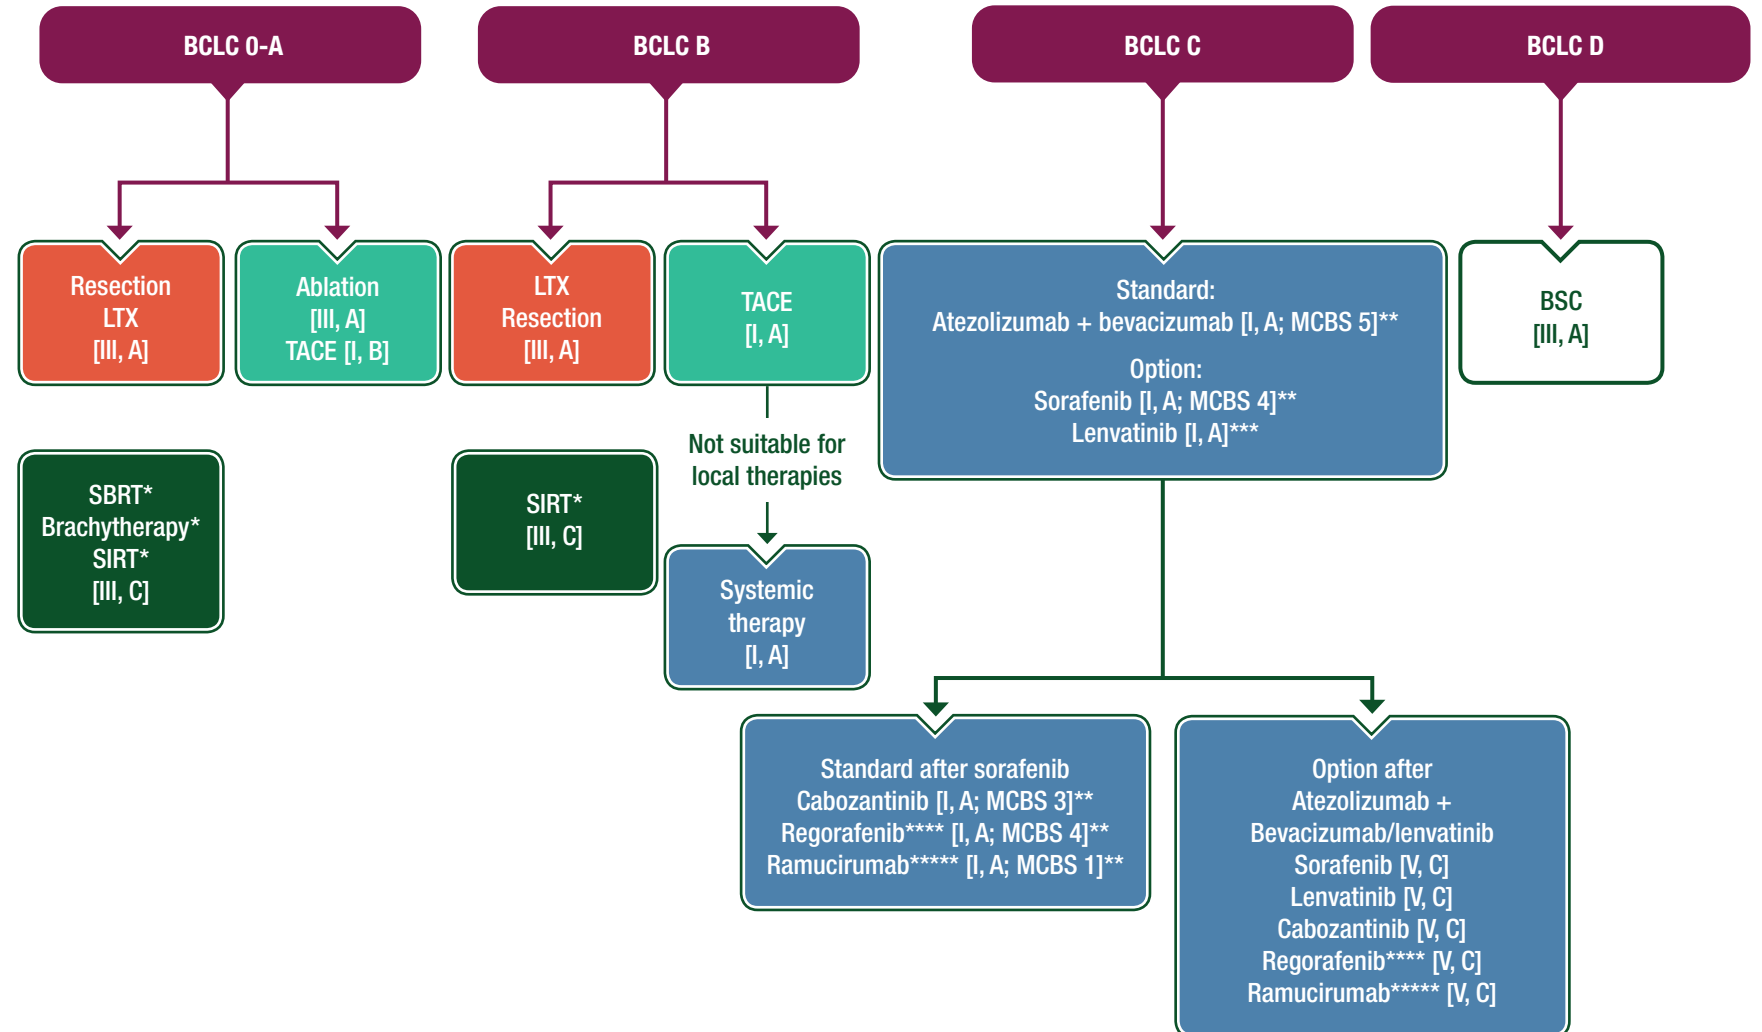 BCLC 0-A
BCLC B
BCLC C
BCLC D
Resection
LTX
[III, A]
Ablation
[III, A]
TACE [I, B]
LTX
Resection
[III, A]
TACE
[I, A]
Standard:
Atezolizumab + bevacizumab [I, A; MCBS 5]**
Option:
Sorafenib [I, A; MCBS 4]**
Lenvatinib [I, A]***
BSC
[III, A]
SBRT*
Brachytherapy*
SIRT*
[III, C]
SIRT*
[III, C]
Not suitable for
local therapies
Systemic
therapy
[I, A]
Standard after sorafenib
Cabozantinib [I, A; MCBS 3]**
Regorafenib**** [I, A; MCBS 4]**
Ramucirumab***** [I, A; MCBS 1]**
Option after
Atezolizumab +
Bevacizumab/lenvatinib
Sorafenib [V, C]
Lenvatinib [V, C]
Cabozantinib [V, C]
Regorafenib**** [V, C]
Ramucirumab***** [V, C]